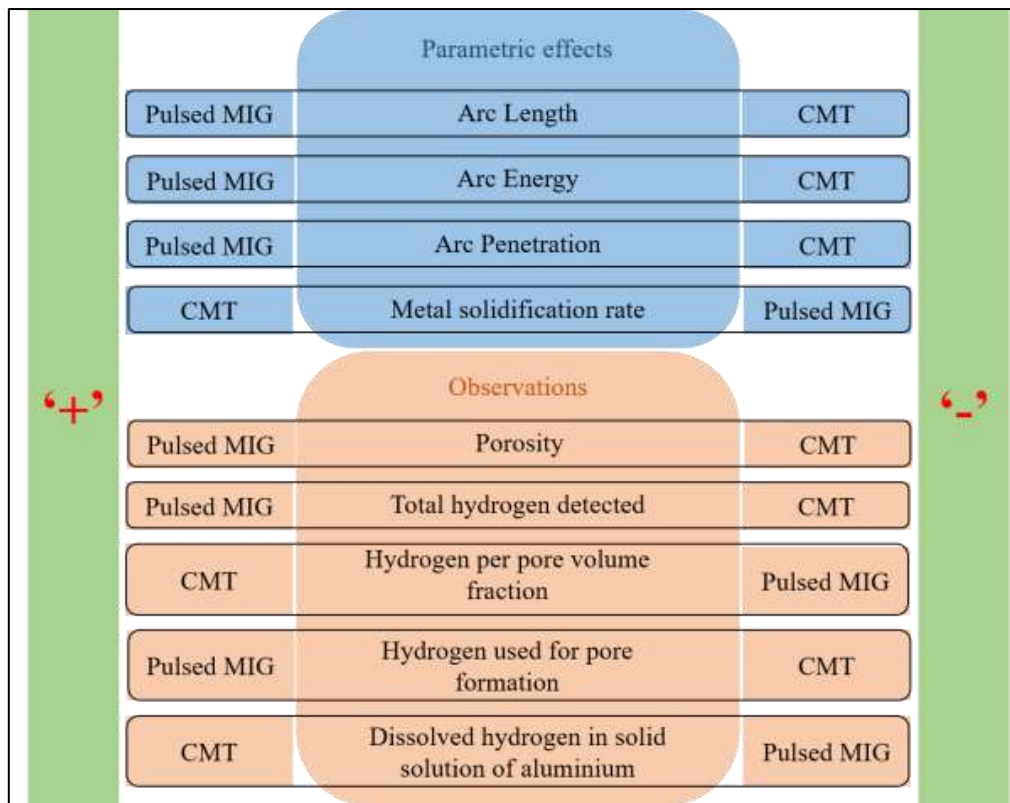 Parametric effects
Pulsed MIG Arc Length CMT
Pulsed MIG Arc Energy CMT
Pulsed MIG Arc Penetration CMT
CMT Metal solidification rate Pulsed MIG
Observations
‘+’ ‘-’
Pulsed MIG Porosity CMT
Pulsed MIG Total hydrogen detected CMT
Hydrogen per pore volume
CMT fraction Pulsed MIG
Pulsed MIG Hydrogen used for pore CMT
formation
CMT Dissolved hydrogen in solid Pulsed MIG
solution of aluminium